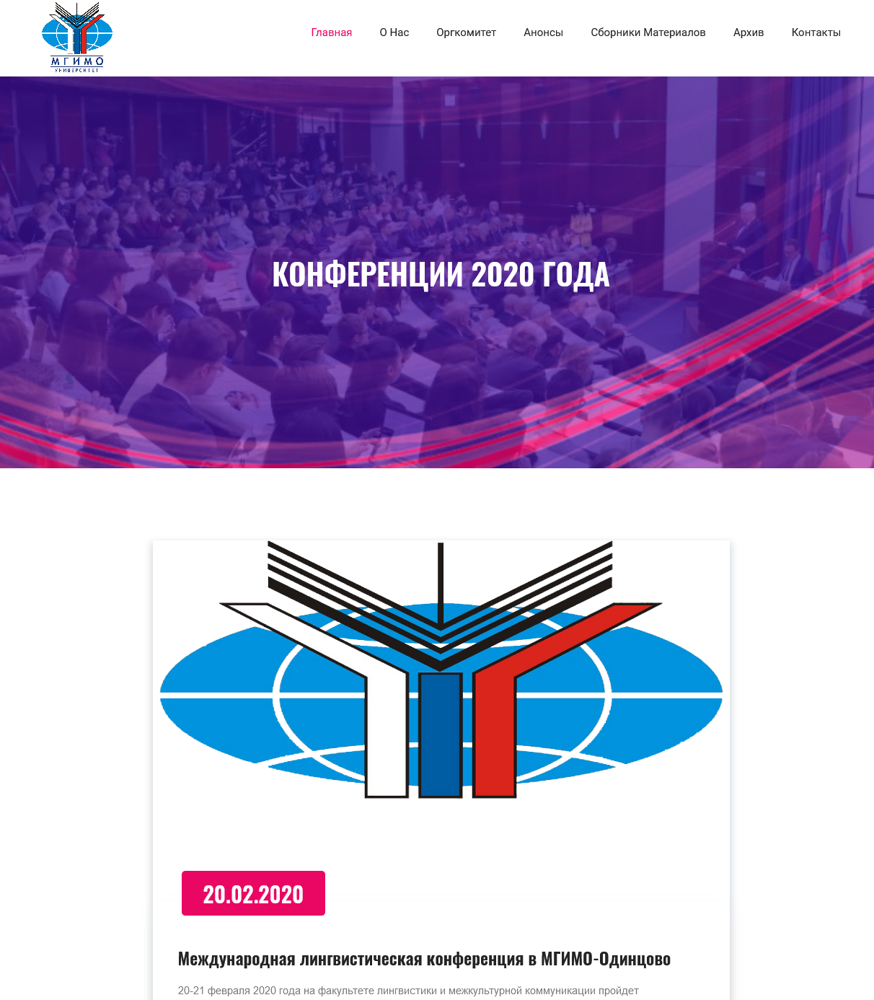 МГИМО
УНИВЕРСИТЕТ
Главная О Нас Оргкомитет Анонсы Сборники Материалов Архив Контакты
КОНФЕРЕНЦИИ 2020 ГОДА
20.02.2020
Международная лингвистическая конференция в МГИМО-Одинцово
20-21 февраля 2020 года на факультете лингвистики и межкультурной коммуникации пройдет